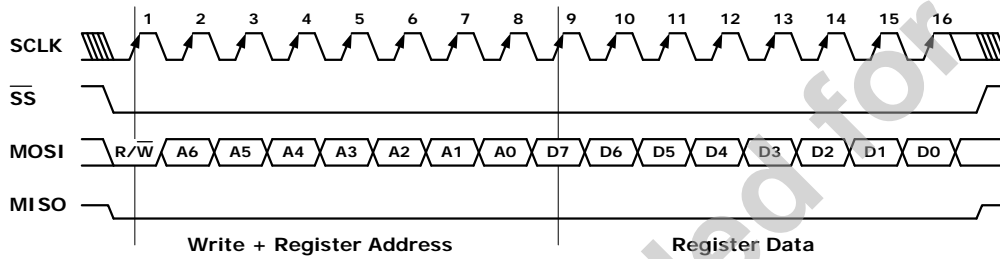 1 2 3 4 5 6 7 8 9 10 11 12 13 14 15 16
SCLK
SS
MOSI R/W A6 A5 A4 A3 A2 A1 A0 D7 D6 D5 D4 D3 D2 D1 D0
MISO
Write + Register Address Register Data
ded for